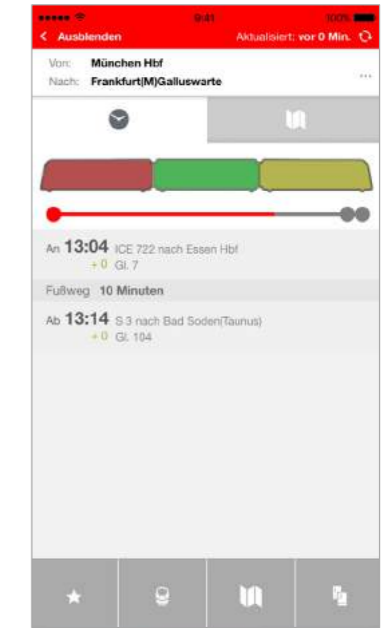 9:41 100%
Ausblenden Aktualisiert: vor 0 Min.
Von: München Hbf
Nach: Frankfurt(M)Galluswarte
An 13:04 ICE 722 nach Essen Hbf
+ 0 Gl. 7
Fußweg 10 Minuten
Ab 13:14 S 3 nach Bad Soden(Taunus)
+ 0 Gl. 104